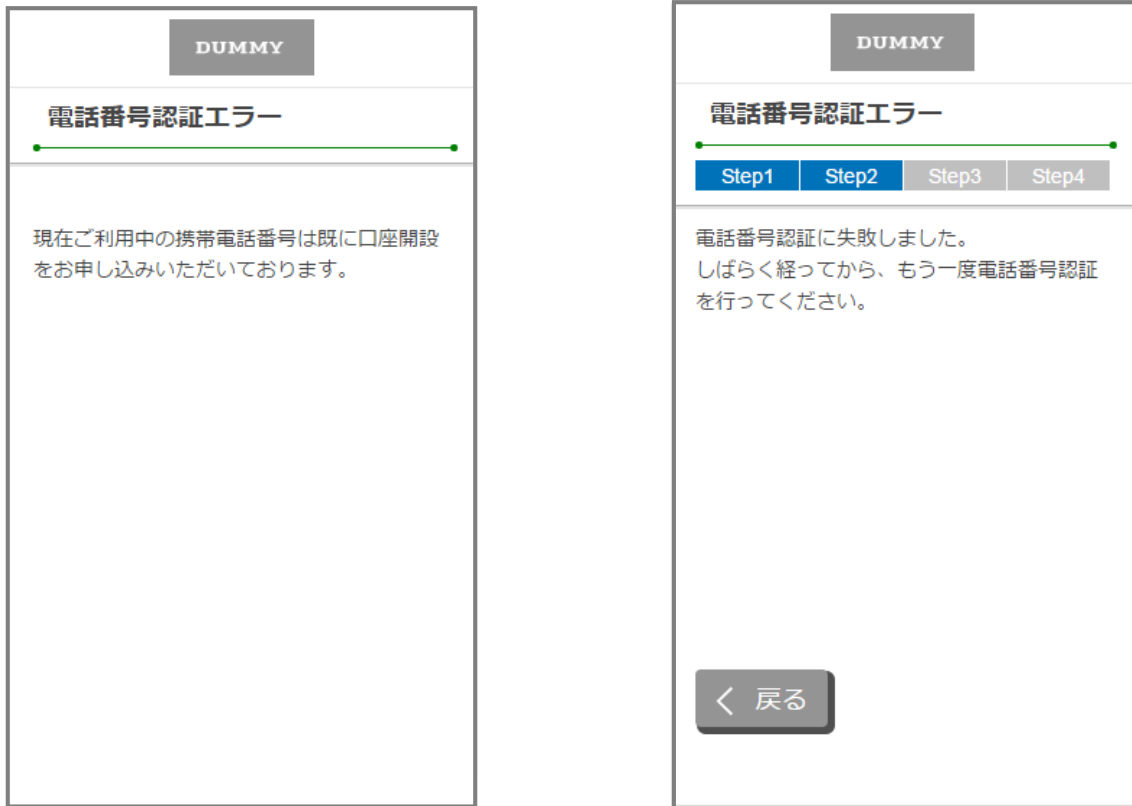 DUMMY
電話番号認証エラー
現在ご利用中の携帯電話番号は既に口座開設
をお申し込みいただいております。
DUMMY
電話番号認証エラー
Step1 Step2 Step3 Step4
電話番号認証に失敗しました。
しばらく経ってから、もう一度電話番号認証
を行ってください。
戻る